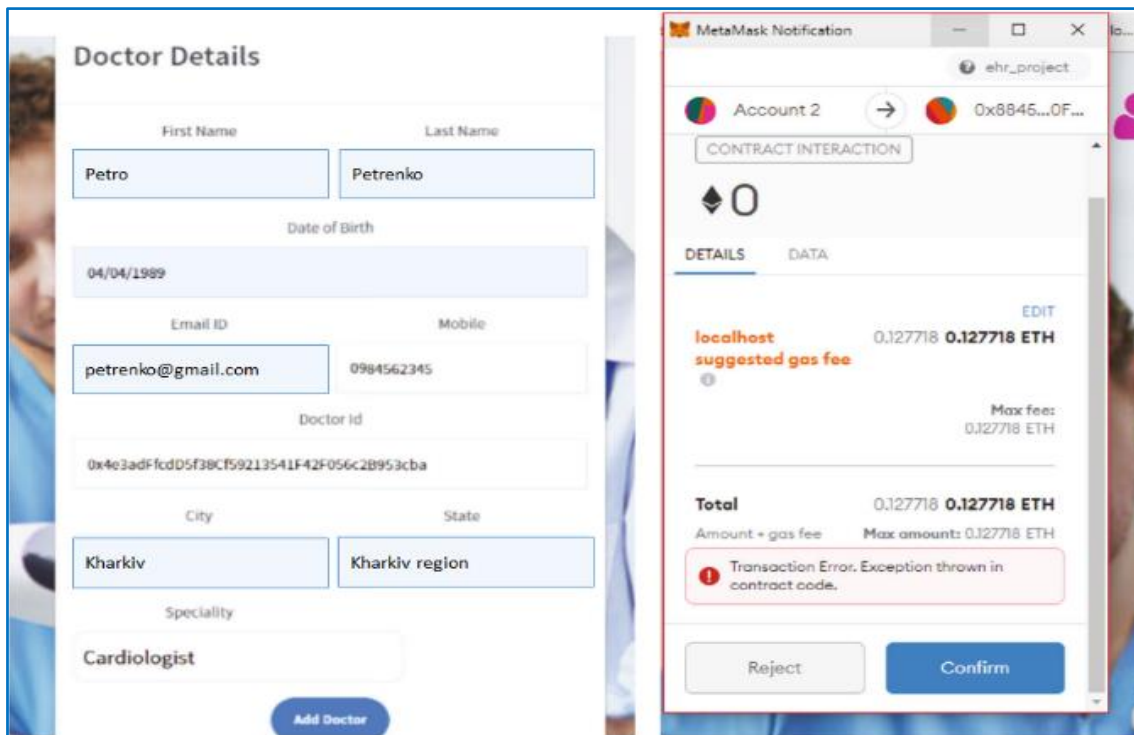 Doctor Details
First Name Last Name
Petro Petrenko
Date of Birth
04/04/1989
Email ID Mobile
petrenko@gmail.com 0984562345
Doctor Id
0x4e3adFfcdD5f38Cf59213541F42F056c2B953cba
City State
Kharkiv Kharkiv region
Speciality
Cardiologist
Add Doctor
MetaMask Notification
ehr_project
Account 2 0x8845...0F...
CONTRACT INTERACTION
0
DETAILS DATA
EDIT
localhost 0.127718 0.127718 ETH
suggested gas fee
Max fee:
0.127718 ETH
Total 0.127718 0.127718 ETH
Amount + gas fee Max amount: 0.127718 ETH
Transaction Error. Exception thrown in
contract code.
Reject Confirm